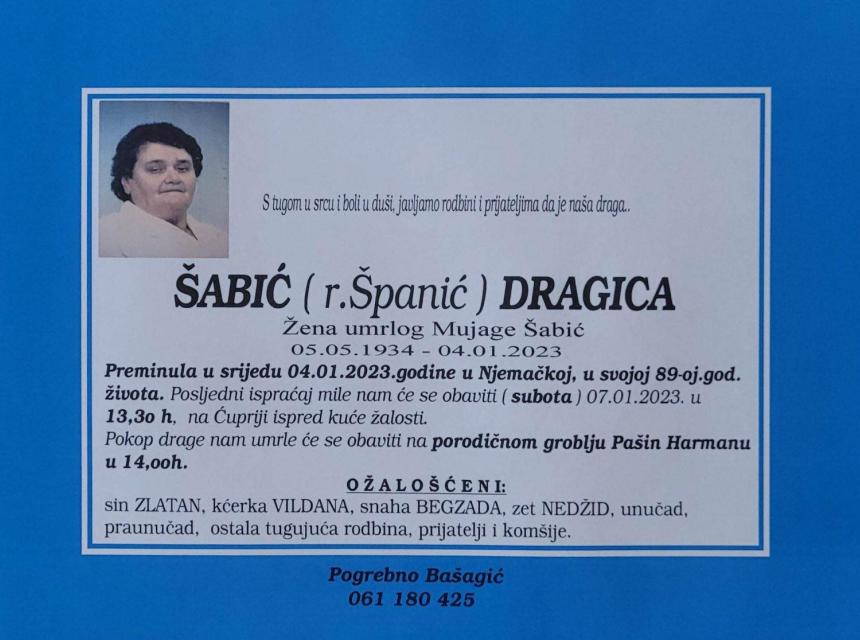 S tugom u srcu i boli u duši, javljamo rodbini i prijateljima da je naša draga..
ŠABIĆ ( r.Španić ) DRAGICA
Žena umrlog Mujage Šabić
05.05.1934 - 04.01.2023
Preminula u srijedu 04.01.2023.godine u Njemačkoj, u svojoj 89-oj.god.
života. Posljedni ispraćaj mile nam će se obaviti ( subota ) 07.01.2023. u
13,3o h, na Ćupriji ispred kuće žalosti.
Pokop drage nam umrle će se obaviti na porodičnom groblju Pašin Harmanu
u 14,ooh.
OŽALOŠĆENI:
sin ZLATAN, kćerka VILDANA, snaha BEGZADA, zet NEDŽID, unučad,
praunučad, ostala tugujuća rodbina, prijatelji i komšije.
Pogrebno Bašagić
061 180 425